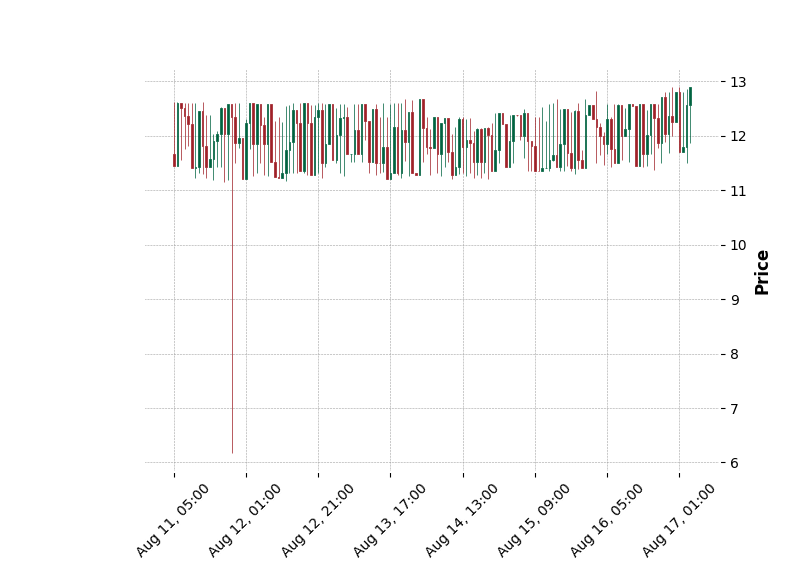 13
12
11
10
9
8
7
6
Price
Aug 11, 05:00
Aug 12, 01:00
Aug 12, 21:00
Aug 13, 17:00
Aug 14, 13:00
Aug 15, 09:00
Aug 16, 05:00
Aug 17, 01:00